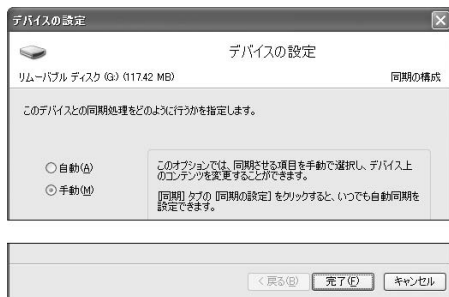 デバイスの設定
デバイスの設定
リムーバブル ディスク (G:) (117.42 MB)
同期の構成
このデバイスとの同期処理をどのように行うかを指定します。
自動(A)
手動(M)
このオプションでは、同期させる項目を手動で選択し、デバイス上
のコンテンツを変更することができます。
[同期] タブの [同期の設定] をクリックすると、いつでも自動同期を
設定できます。
< 戻る(B)
完了(F)
キャンセル